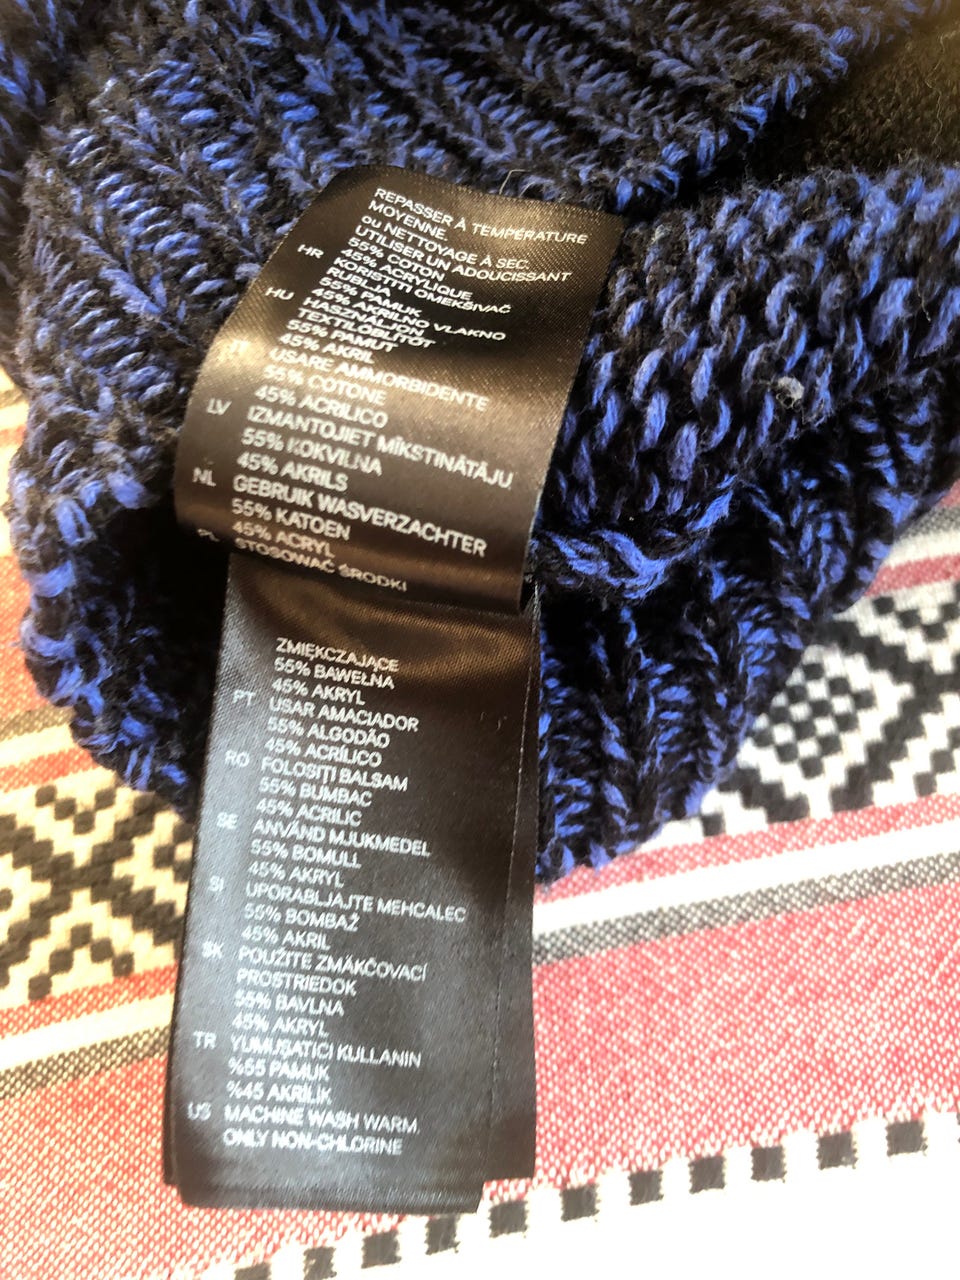 REPASSER À TEMPÉRATURE
MOYENNE
ou NETTOYAGE À SEC.
UTILISER UN ADOUCISSANT
55% COTON
45% ACRYLIQUE
HR KORISTITI OMEKŠIVAČ
RUBLJA
55% PAMUK
45% AKRILNO VLAKNO
HU HASZNÁLJON
TEXTILÖBLÍTŐT
55% PAMUT
45% AKRIL
IT USARE AMMORBIDENTE
55% COTONE
45% ACRILICO
LV IZMANTOJIET MĪKSTINĀTĀJU
55% KOKVILNA
45% AKRILS
NL GEBRUIK WASVERZACHTER
55% KATOEN
45% ACRYL
PL STOSOWAĆ ŚRODKI
ZMIĘKCZAJĄCE
55% BAWEŁNA
45% AKRYL
PT USAR AMACIADOR
55% ALGODÃO
45% ACRÍLICO
RO FOLOSIȚI BALSAM
55% BUMBAC
45% ACRILIC
SE ANVÄND MJUKMEDEL
55% BOMULL
45% AKRYL
SI UPORABLJAJTE MEHCALEC
55% BOMBAŽ
45% AKRIL
SK POUŽITE ZMÄKČOVACÍ
PROSTRIEDOK
55% BAVLNA
45% AKRYL
TR YUMUŞATICI KULLANIN
%55 PAMUK
%45 AKRİLİK
US MACHINE WASH WARM
ONLY NON-CHLORINE